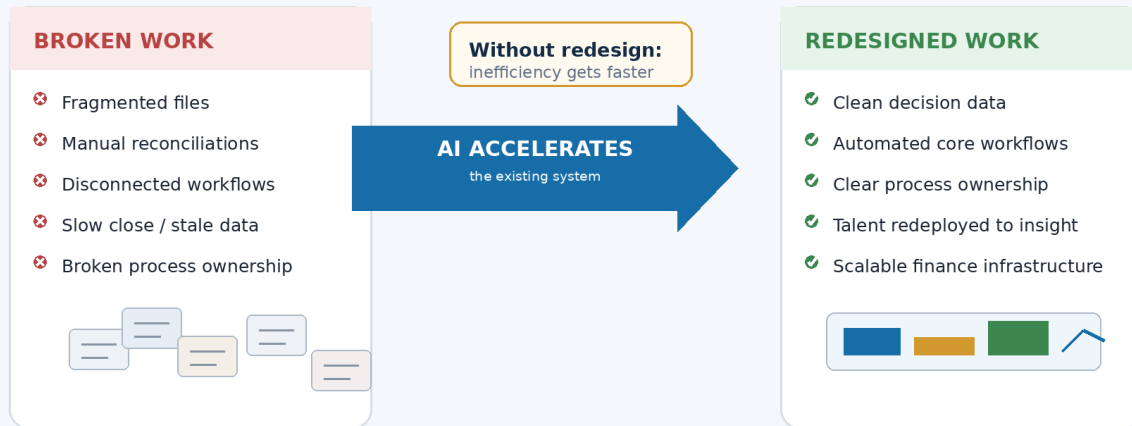 BROKEN WORK
Fragmented files
Manual reconciliations
Disconnected workflows
Slow close / stale data
Broken process ownership
Without redesign:
inefficiency gets faster
AI ACCELERATES
the existing system
REDESIGNED WORK
Clean decision data
Automated core workflows
Clear process ownership
Talent redeployed to insight
Scalable finance infrastructure